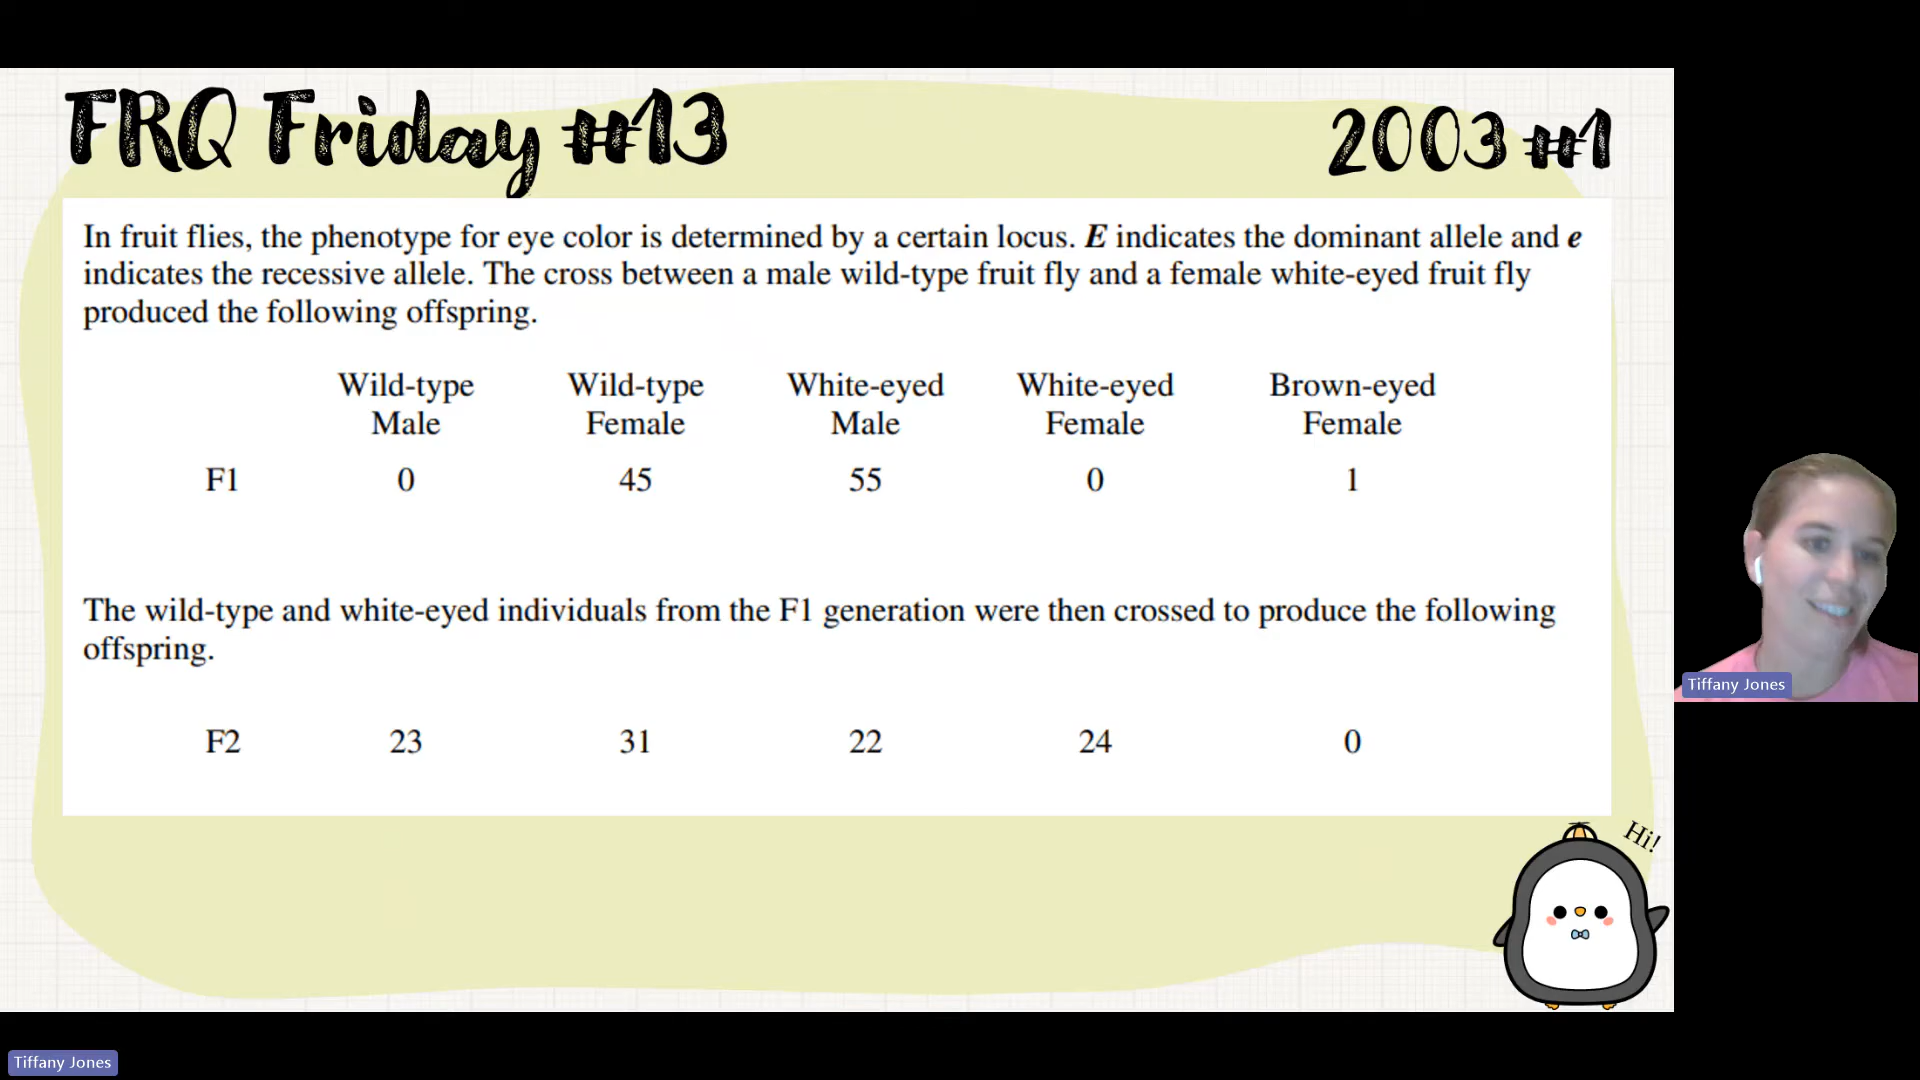 FRQ Friday #13
2003 #1
In fruit flies, the phenotype for eye color is determined by a certain locus. E indicates the dominant allele and e
indicates the recessive allele. The cross between a male wild-type fruit fly and a female white-eyed fruit fly
produced the following offspring.
Wild-type Wild-type White-eyed White-eyed Brown-eyed
Male Female Male Female Female
F1 0 45 55 0 1
The wild-type and white-eyed individuals from the F1 generation were then crossed to produce the following
offspring.
F2 23 31 22 24 0
Hi!
Tiffany Jones
Tiffany Jones